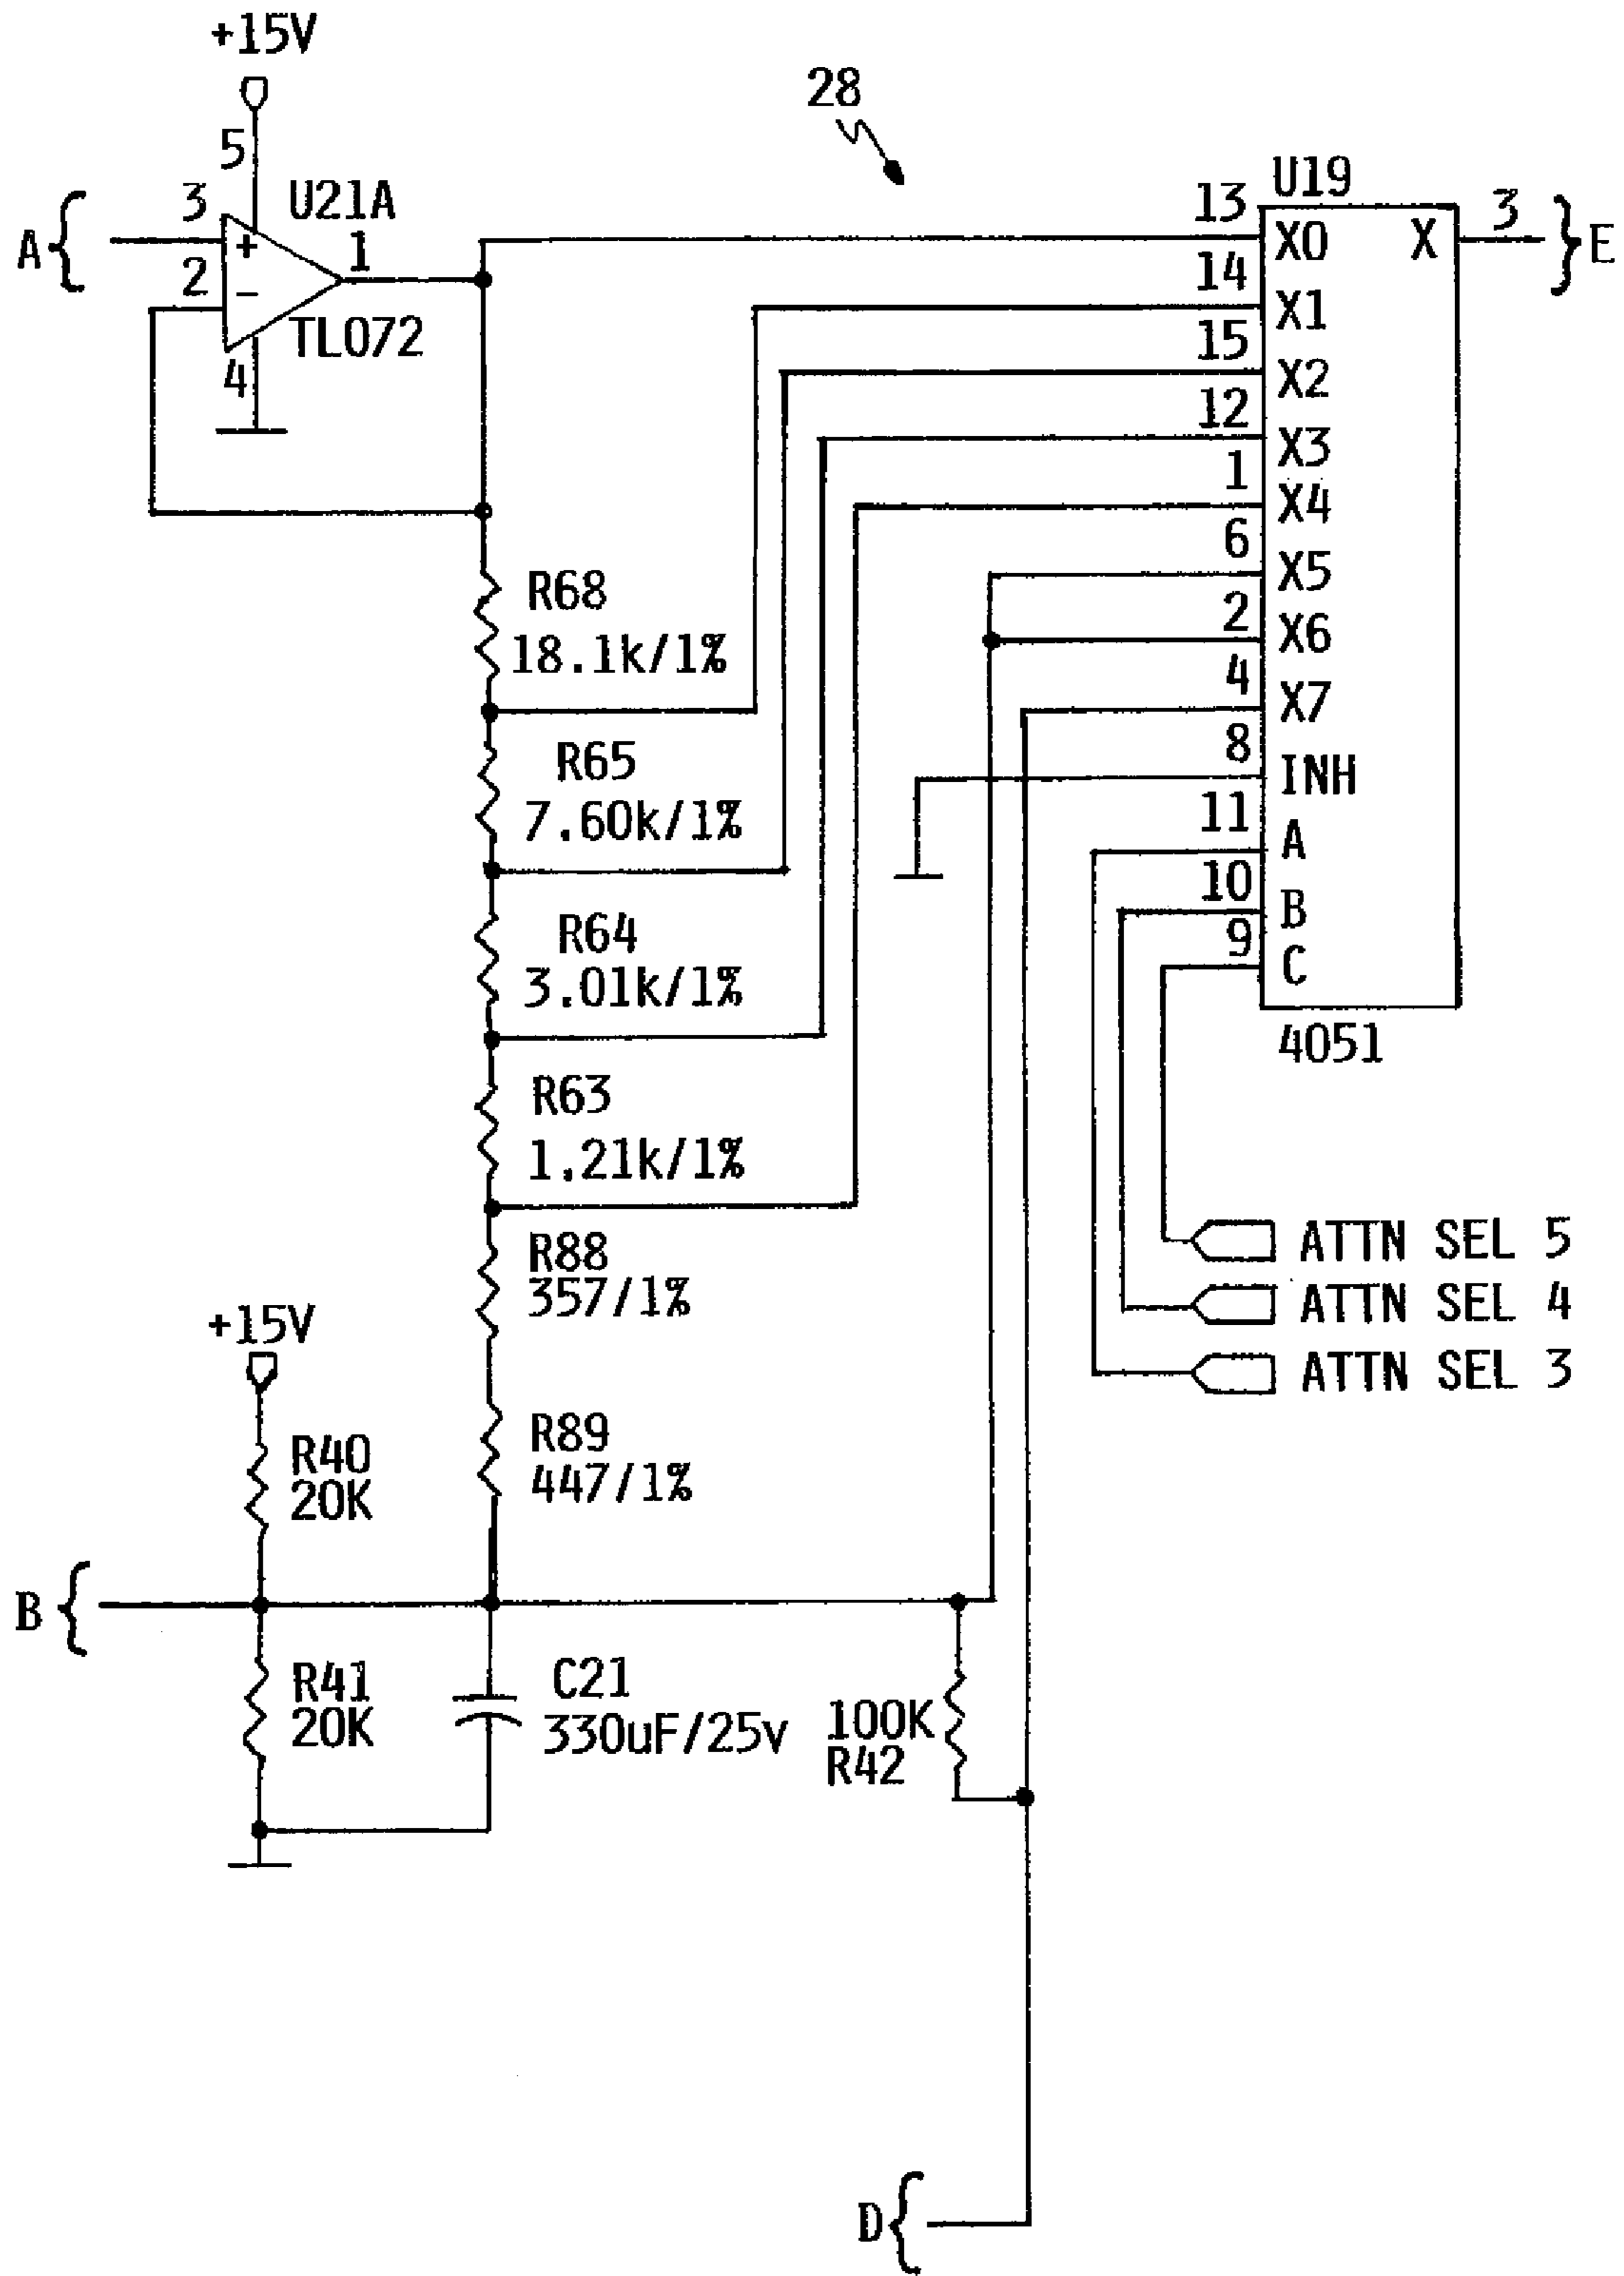 +15V
28
5
U19
3
U21A
13
3
A
+
1
X0
X
E
2
-
14
TL072
X1
4
15
X2
12
X3
1
X4
6
X5
R68
2
18.1k/1%
X6
4
X7
8
R65
INH
7.60k/1%
11
A
10
B
R64
9
3.01k/1%
C
4051
R63
1.21k/1%
R88
ATTN SEL 5
357/1%
ATTN SEL 4
+15V
ATTN SEL 3
R89
R40
447/1%
20K
B
R41
C21
20K
330uF/25v
100K
R42
D